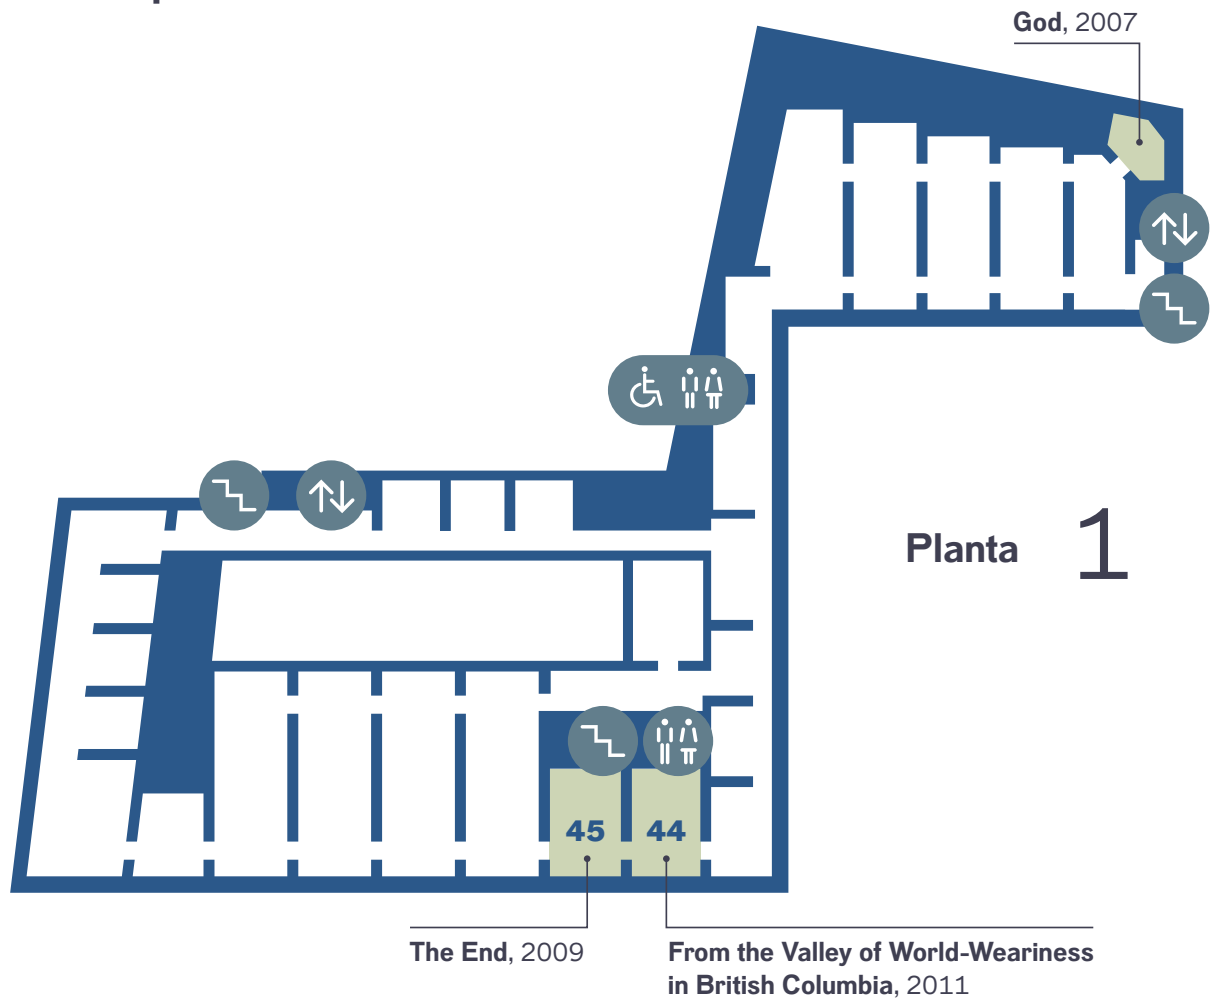 God, 2007
Planta 1
45 44
The End, 2009
From the Valley of World-Weariness
in British Columbia, 2011